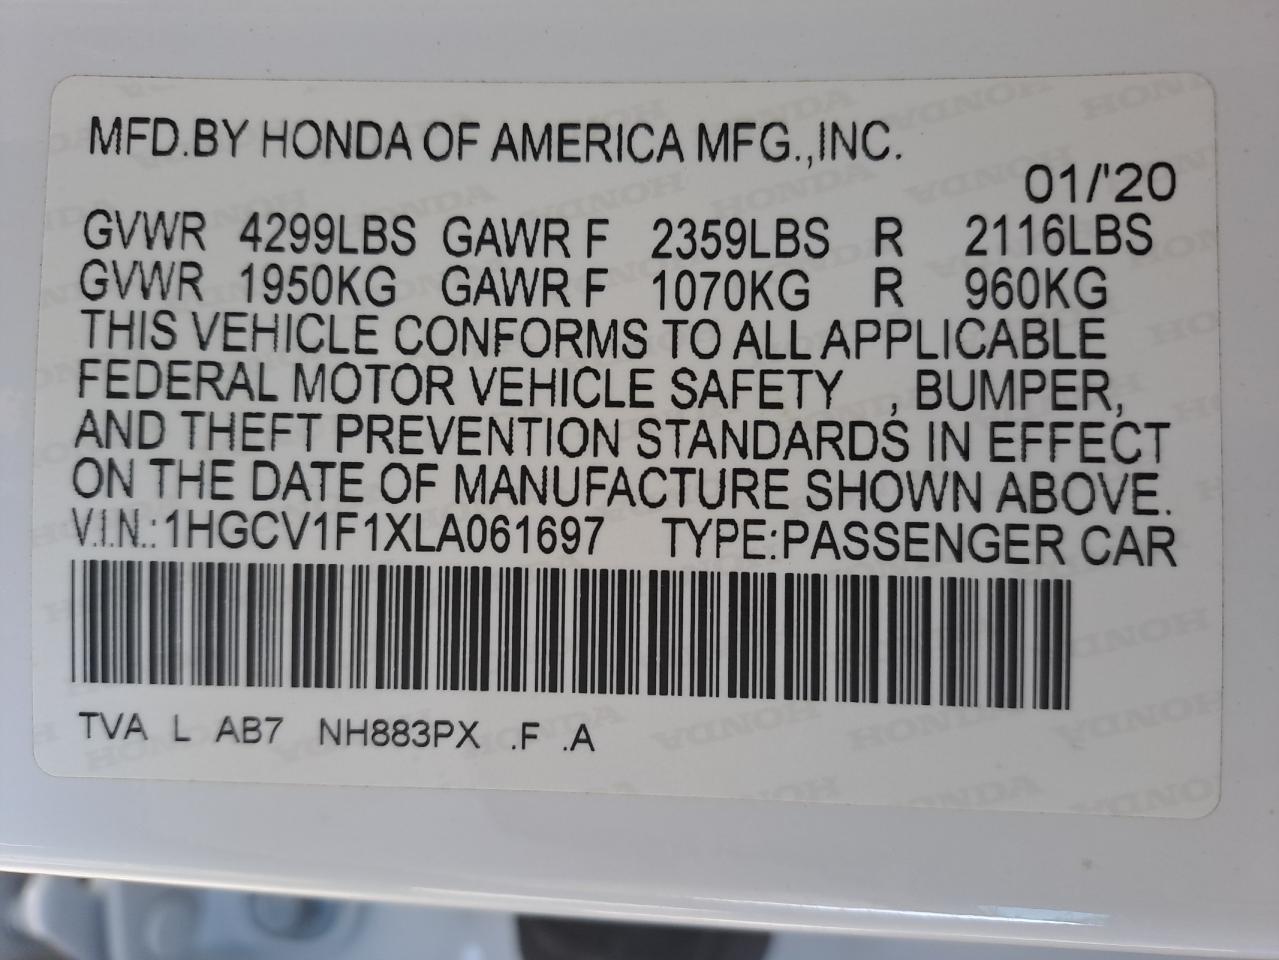 MFD.BY HONDA OF AMERICA MFG.,INC.
01/'20
GVWR 4299LBS GAWR F 2359LBS R 2116LBS
GVWR 1950KG GAWR F 1070KG R 960KG
THIS VEHICLE CONFORMS TO ALL APPLICABLE
FEDERAL MOTOR VEHICLE SAFETY , BUMPER,
AND THEFT PREVENTION STANDARDS IN EFFECT
ON THE DATE OF MANUFACTURE SHOWN ABOVE.
V.I.N.: 1HGCV1F1XLA061697 TYPE:PASSENGER CAR
TVA L AB7 NH883PX .F .A